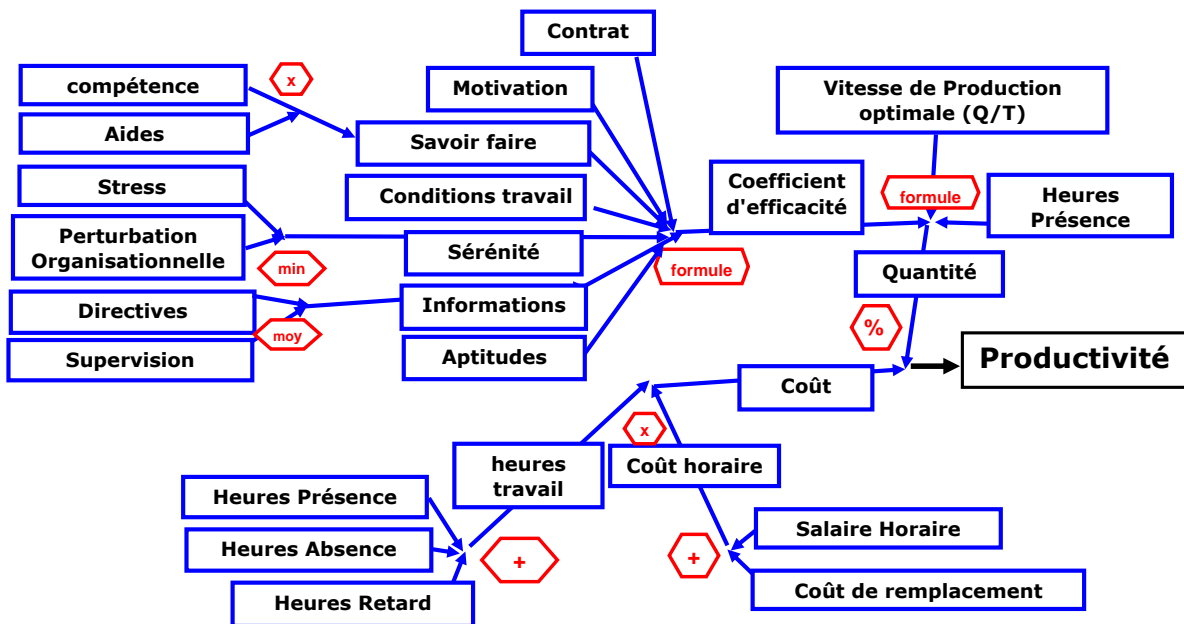 Contrat
compétence
x
Motivation
Vitesse de Production
optimale (Q/T)
Aides
Savoir faire
Stress
Conditions travail
Coefficient
d'efficacité
formule
Heures
Présence
Perturbation
Organisationnelle
min
Sérénité
formule
Quantité
Directives
moy
Informations
%
Supervision
Aptitudes
Productivité
Coût
x
heures
travail
Coût horaire
Heures Présence
Salaire Horaire
Heures Absence
+
+
Coût de remplacement
Heures Retard